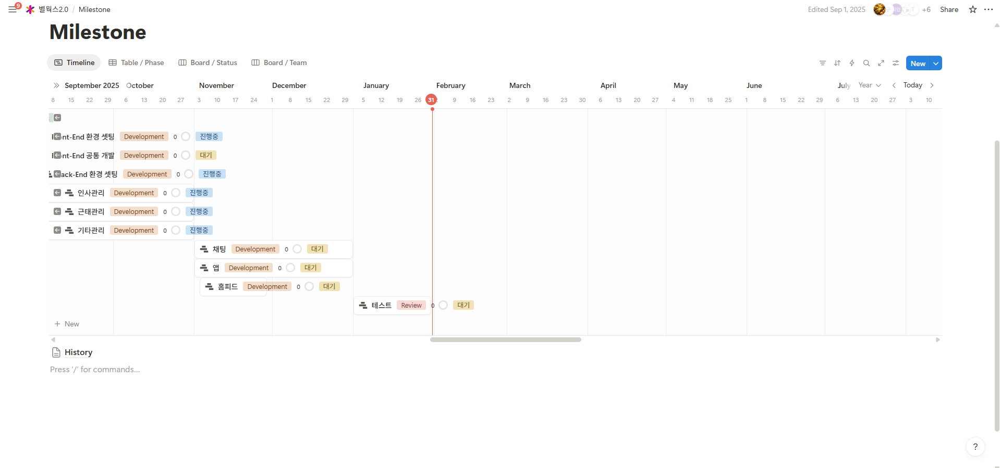 9 별웍스2.0 / Milestone Edited Sep 1, 2025 +6 Share
Milestone
Timeline Table / Phase Board / Status Board / Team New
September 2025 October November December January February March April May June July Year Today
8 15 22 29 6 13 20 27 3 10 17 24 1 8 15 22 29 5 12 19 26 31 9 16 23 2 9 16 23 30 6 13 20 27 4 11 18 25 1 8 15 22 29 6 13 20 27 3 10
nt-End 환경 셋팅 Development 0 진행중
nt-End 공통 개발 Development 0 대기
ack-End 환경 셋팅 Development 0 진행중
인사관리 Development 0 진행중
근태관리 Development 0 진행중
기타관리 Development 0 진행중
채팅 Development 0 대기
앱 Development 0 대기
홈피드 Development 0 대기
테스트 Review 0 대기
+ New
History
Press '/' for commands...
?